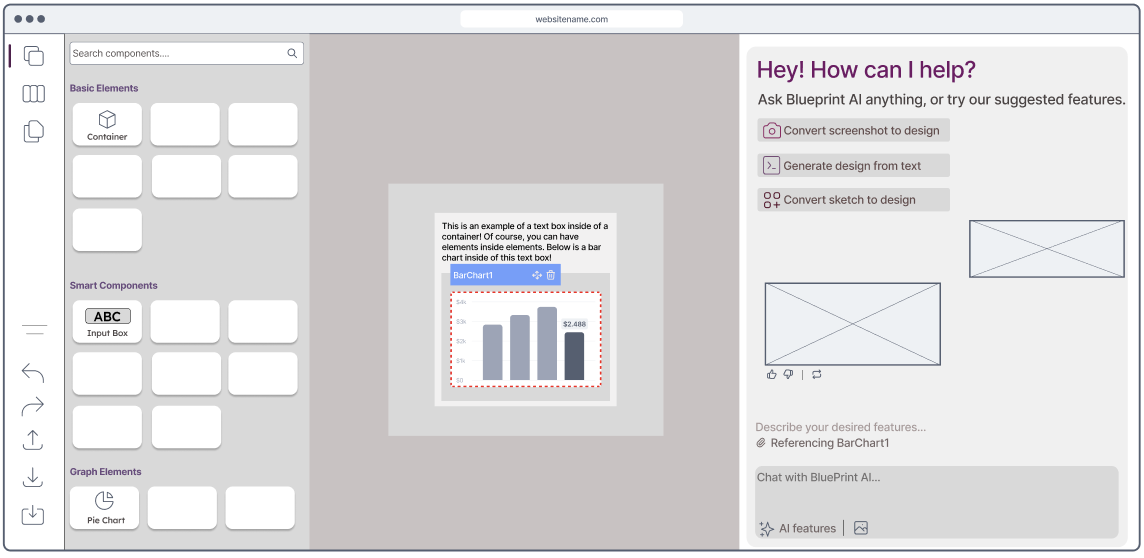 websitename.com
Search components....
Basic Elements
Container
Smart Components
ABC
Input Box
Graph Elements
Pie Chart
This is an example of a text box inside of a
container! Of course, you can have
elements inside elements. Below is a bar
chart inside of this text box!
BarChart1
$4k
$3k
$2k
$1k
$0
$2.488
Hey! How can I help?
Ask Blueprint AI anything, or try our suggested features.
Convert screenshot to design
Generate design from text
Convert sketch to design
Describe your desired features...
Referencing BarChart1
Chat with BluePrint AI...
AI features